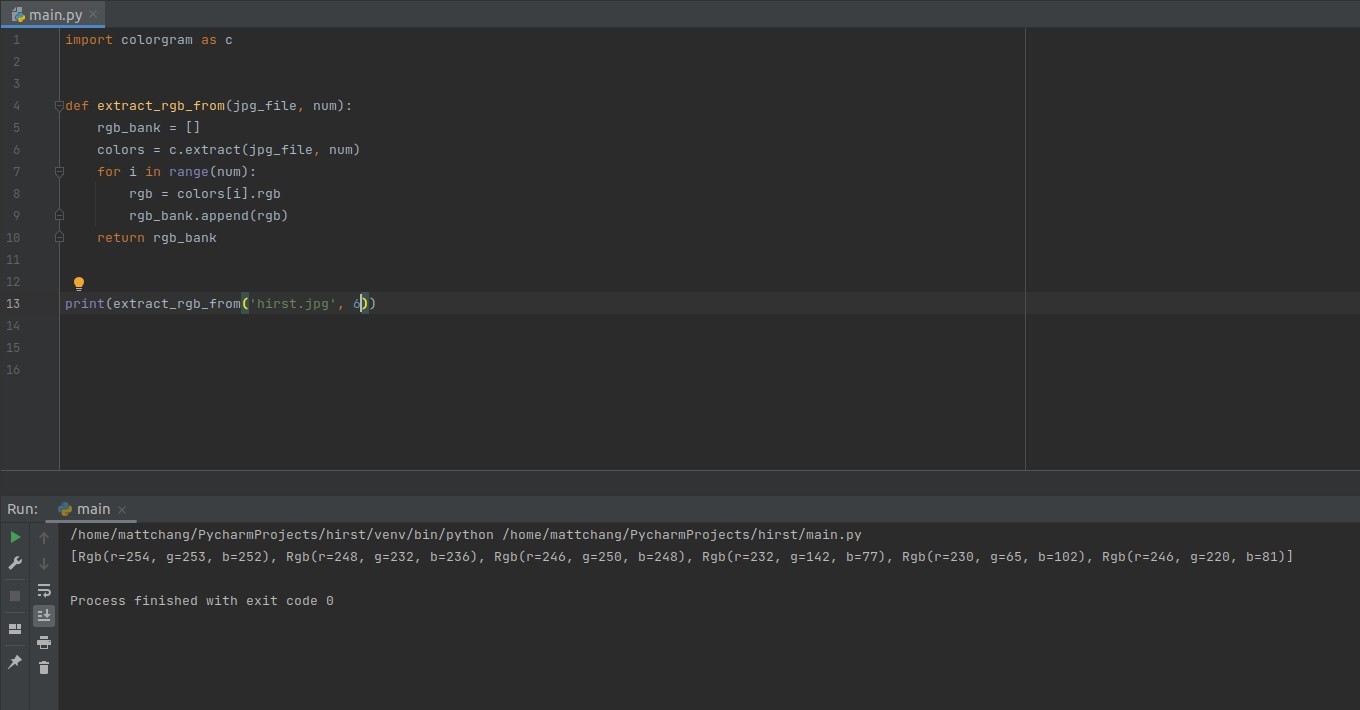 main.py
1 import colorgram as c
2
3
4 def extract_rgb_from(jpg_file, num):
5     rgb_bank = []
6     colors = c.extract(jpg_file, num)
7     for i in range(num):
8         rgb = colors[i].rgb
9         rgb_bank.append(rgb)
10     return rgb_bank
11
12
13 print(extract_rgb_from('hirst.jpg', 6))
14
15
16
Run: main
/home/mattchang/PycharmProjects/hirst/venv/bin/python /home/mattchang/PycharmProjects/hirst/main.py
[Rgb(r=254, g=253, b=252), Rgb(r=248, g=232, b=236), Rgb(r=246, g=250, b=248), Rgb(r=232, g=142, b=77), Rgb(r=230, g=65, b=102), Rgb(r=246, g=220, b=81)]
Process finished with exit code 0